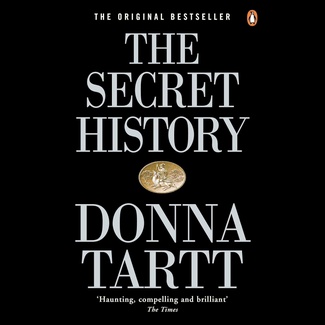 THE ORIGINAL BESTSELLER
THE
SECRET
HISTORY
DONNA
TARTT
‘Haunting, compelling and brilliant’
The Times